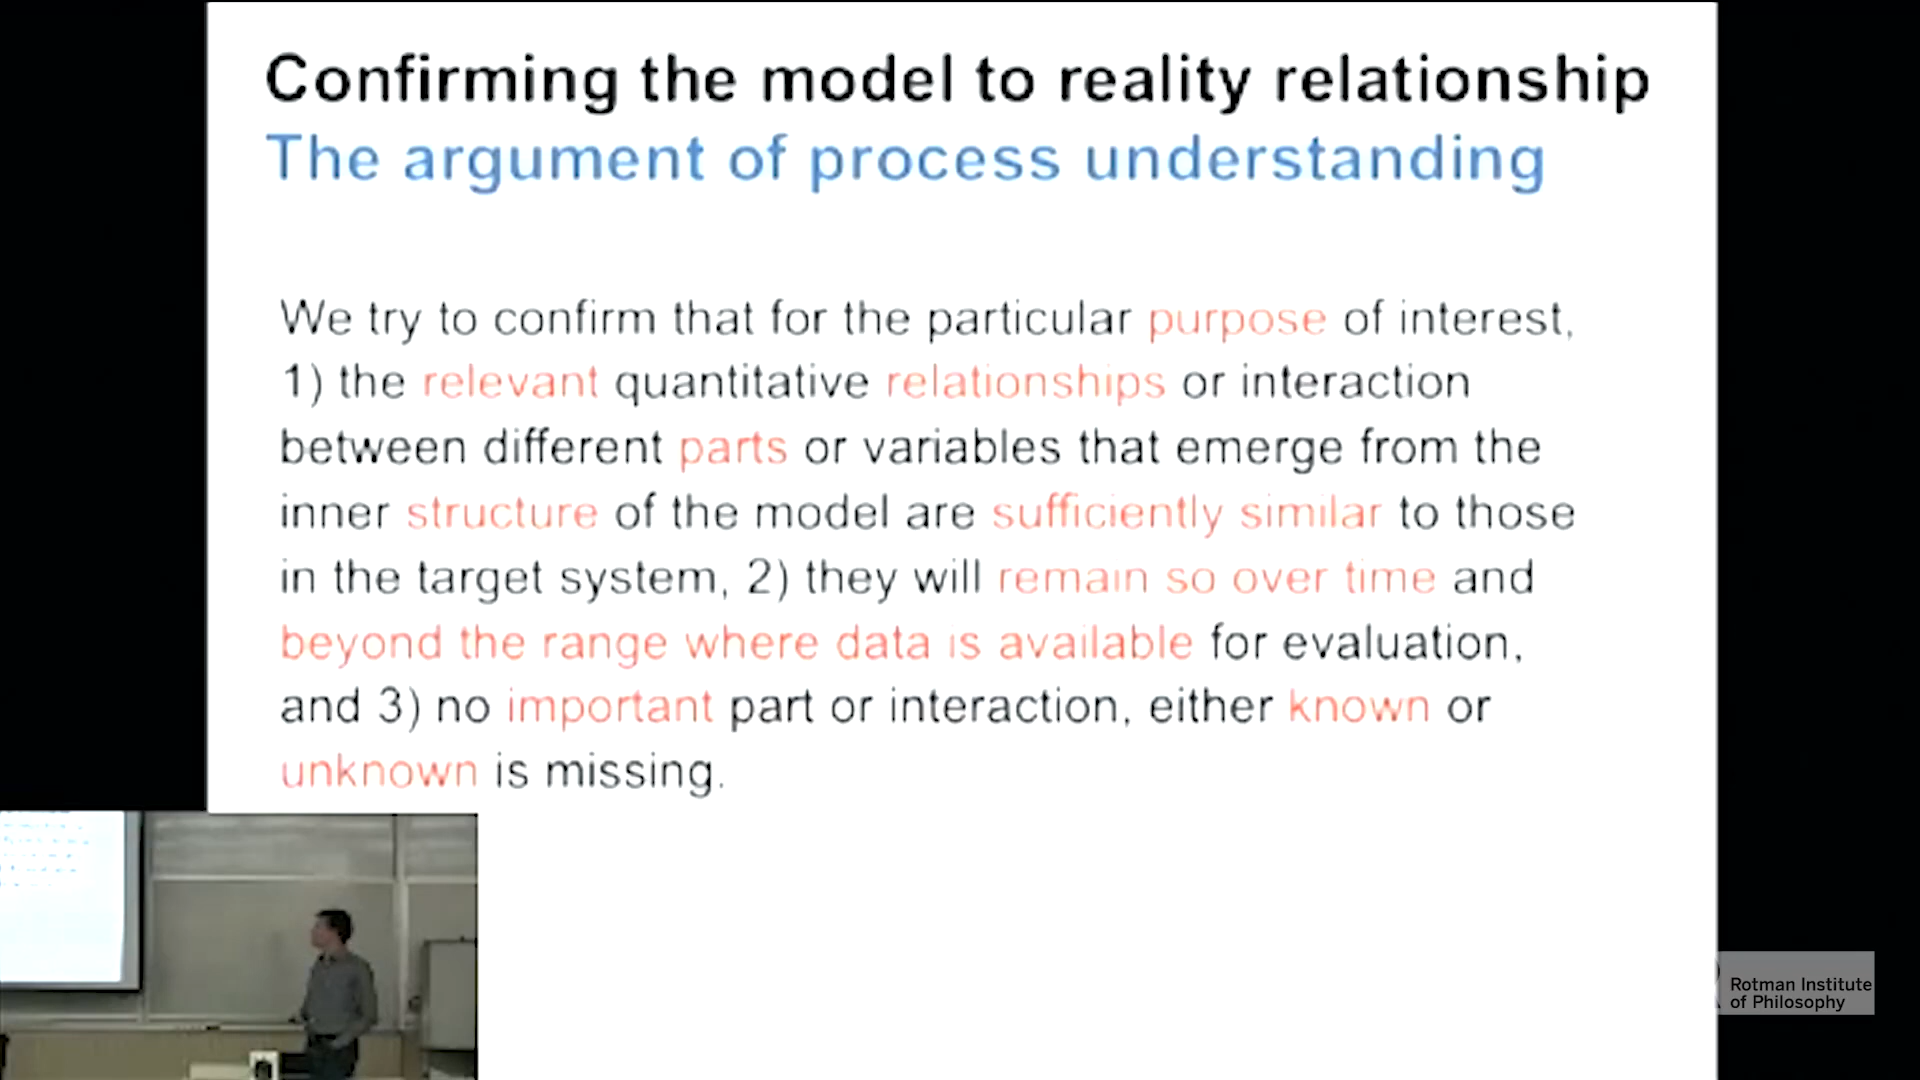 Confirming the model to reality relationship
The argument of process understanding
We try to confirm that for the particular purpose of interest,
1) the relevant quantitative relationships or interaction
between different parts or variables that emerge from the
inner structure of the model are sufficiently similar to those
in the target system, 2) they will remain so over time and
beyond the range where data is available for evaluation,
and 3) no important part or interaction, either known or
unknown is missing.
Rotman Institute
of Philosophy